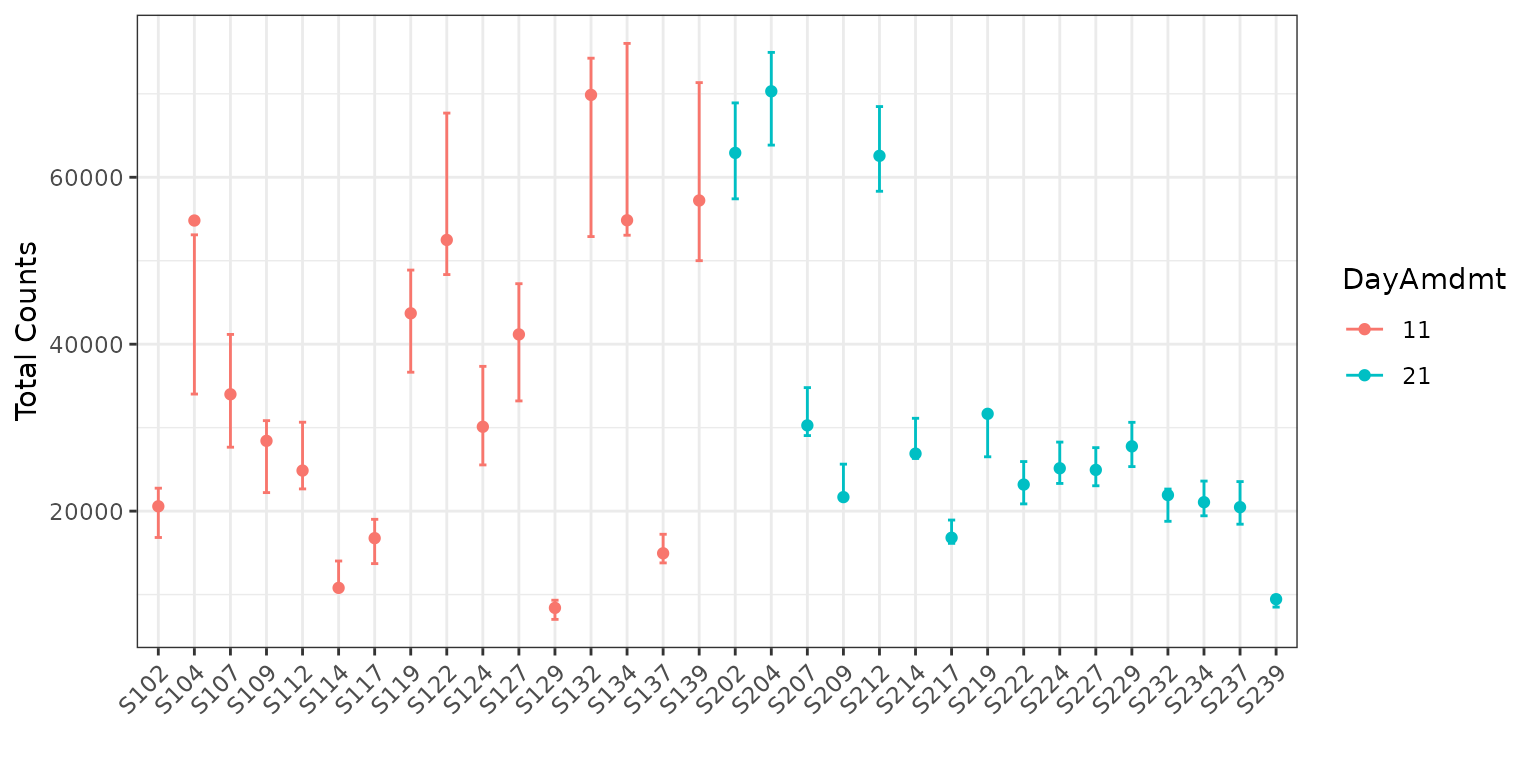 Total Counts
60000
40000
20000
S102
S104
S107
S109
S112
S114
S117
S119
S122
S124
S127
S129
S132
S134
S137
S139
S202
S204
S207
S209
S212
S214
S217
S219
S222
S224
S227
S229
S232
S234
S237
S239
DayAmdmt
11
21